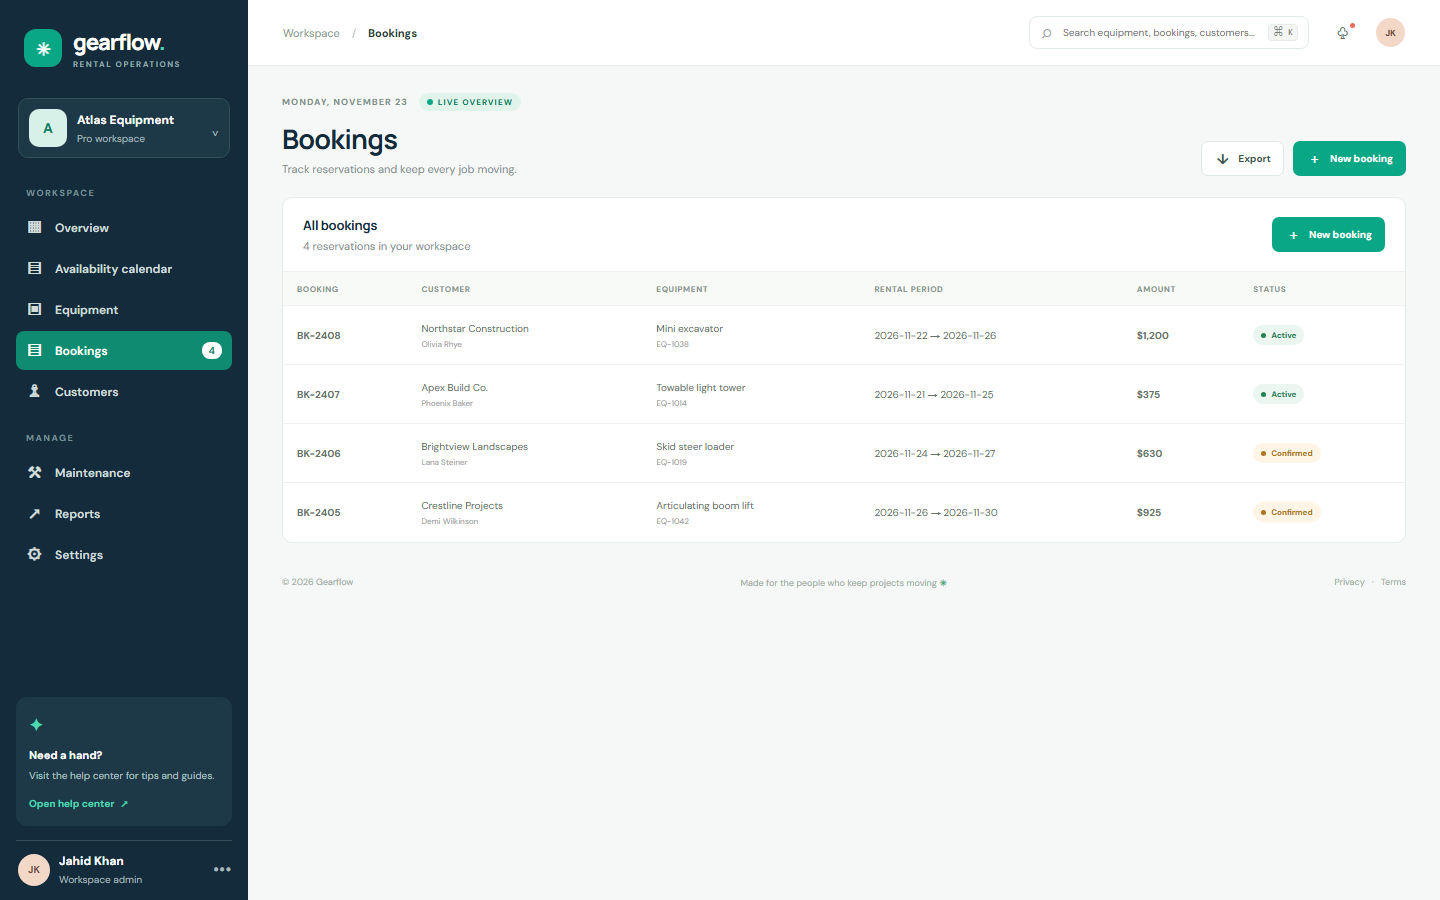 gearflow.
RENTAL OPERATIONS
A
Atlas Equipment
Pro workspace
WORKSPACE
Overview
Availability calendar
Equipment
Bookings 4
Customers
MANAGE
Maintenance
Reports
Settings
Need a hand?
Visit the help center for tips and guides.
Open help center ↗
JK
Jahid Khan
Workspace admin
•••
Workspace / Bookings
Search equipment, bookings, customers... ⌘ K
JK
MONDAY, NOVEMBER 23
LIVE OVERVIEW
Bookings
Track reservations and keep every job moving.
↓ Export
+ New booking
All bookings
4 reservations in your workspace
+ New booking
BOOKING CUSTOMER EQUIPMENT RENTAL PERIOD AMOUNT STATUS
BK-2408 Northstar Construction Mini excavator 2026-11-22 → 2026-11-26 $1,200 Active
Olivia Rhye EQ-1038
BK-2407 Apex Build Co. Towable light tower 2026-11-21 → 2026-11-25 $375 Active
Phoenix Baker EQ-1014
BK-2406 Brightview Landscapes Skid steer loader 2026-11-24 → 2026-11-27 $630 Confirmed
Lana Steiner EQ-1019
BK-2405 Crestline Projects Articulating boom lift 2026-11-26 → 2026-11-30 $925 Confirmed
Demi Wilkinson EQ-1042
© 2026 Gearflow
Made for the people who keep projects moving ✳
Privacy · Terms